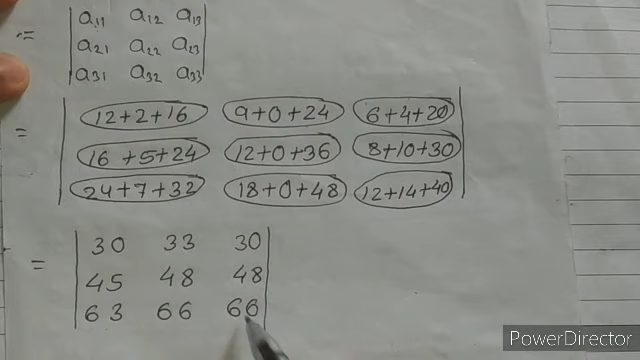 := | a₁₁ a₁₂ a₁₃ |
| a₂₁ a₂₂ a₂₃ |
| a₃₁ a₃₂ a₃₃ |
= | 12+2+16 9+0+24 6+4+20 |
| 16+5+24 12+0+36 8+10+30 |
| 24+7+32 18+0+48 12+14+40 |
= | 30 33 30 |
| 45 48 48 |
| 63 66 66 |
PowerDirector